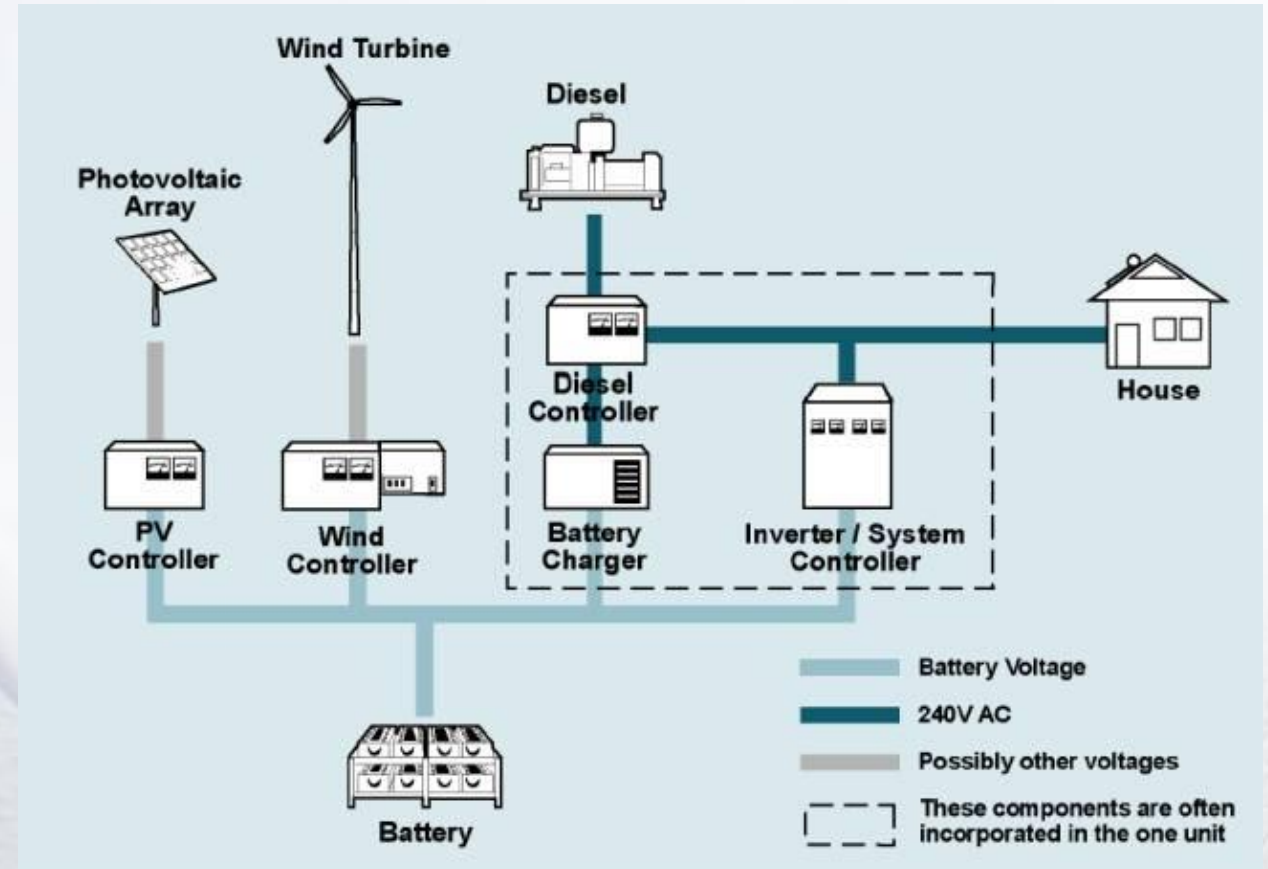 Wind Turbine
Diesel
Photovoltaic
Array
Diesel
Controller
House
PV
Controller
Wind
Controller
Battery
Charger
Inverter / System
Controller
Battery Voltage
240V AC
Possibly other voltages
These components are often
incorporated in the one unit
Battery